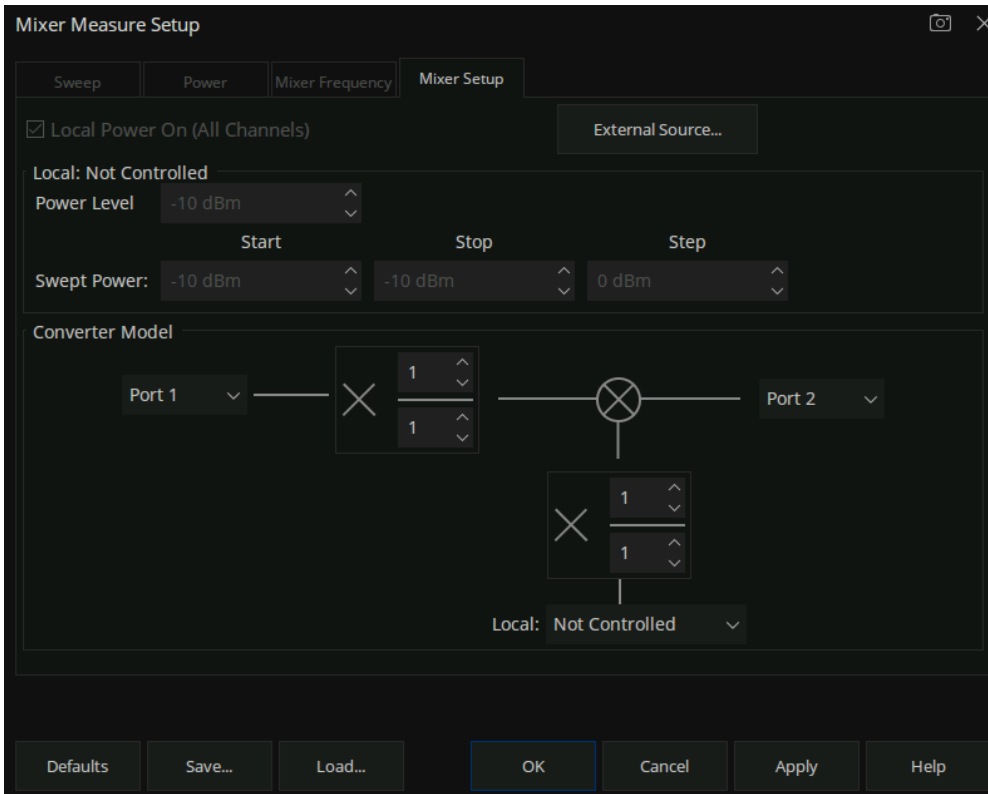 Mixer Measure Setup
Sweep Power Mixer Frequency Mixer Setup
Local Power On (All Channels) External Source...
Local: Not Controlled
Power Level -10 dBm
Start Stop Step
Swept Power: -10 dBm -10 dBm 0 dBm
Converter Model
1
Port 1 Port 2
1
1
1
Local: Not Controlled
Defaults Save... Load... OK Cancel Apply Help